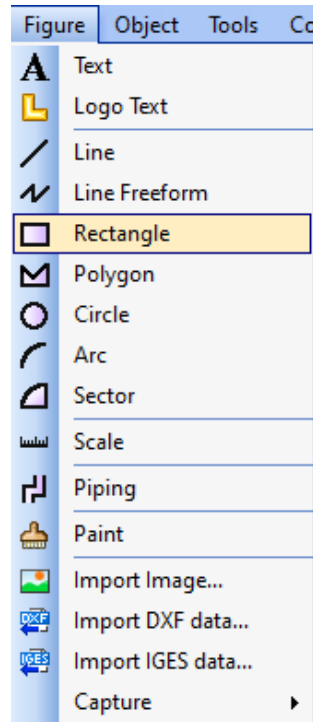 Figure Object Tools Co
Text
Logo Text
Line
Line Freeform
Rectangle
Polygon
Circle
Arc
Sector
Scale
Piping
Paint
Import Image...
DXF Import DXF data...
IGES Import IGES data...
Capture